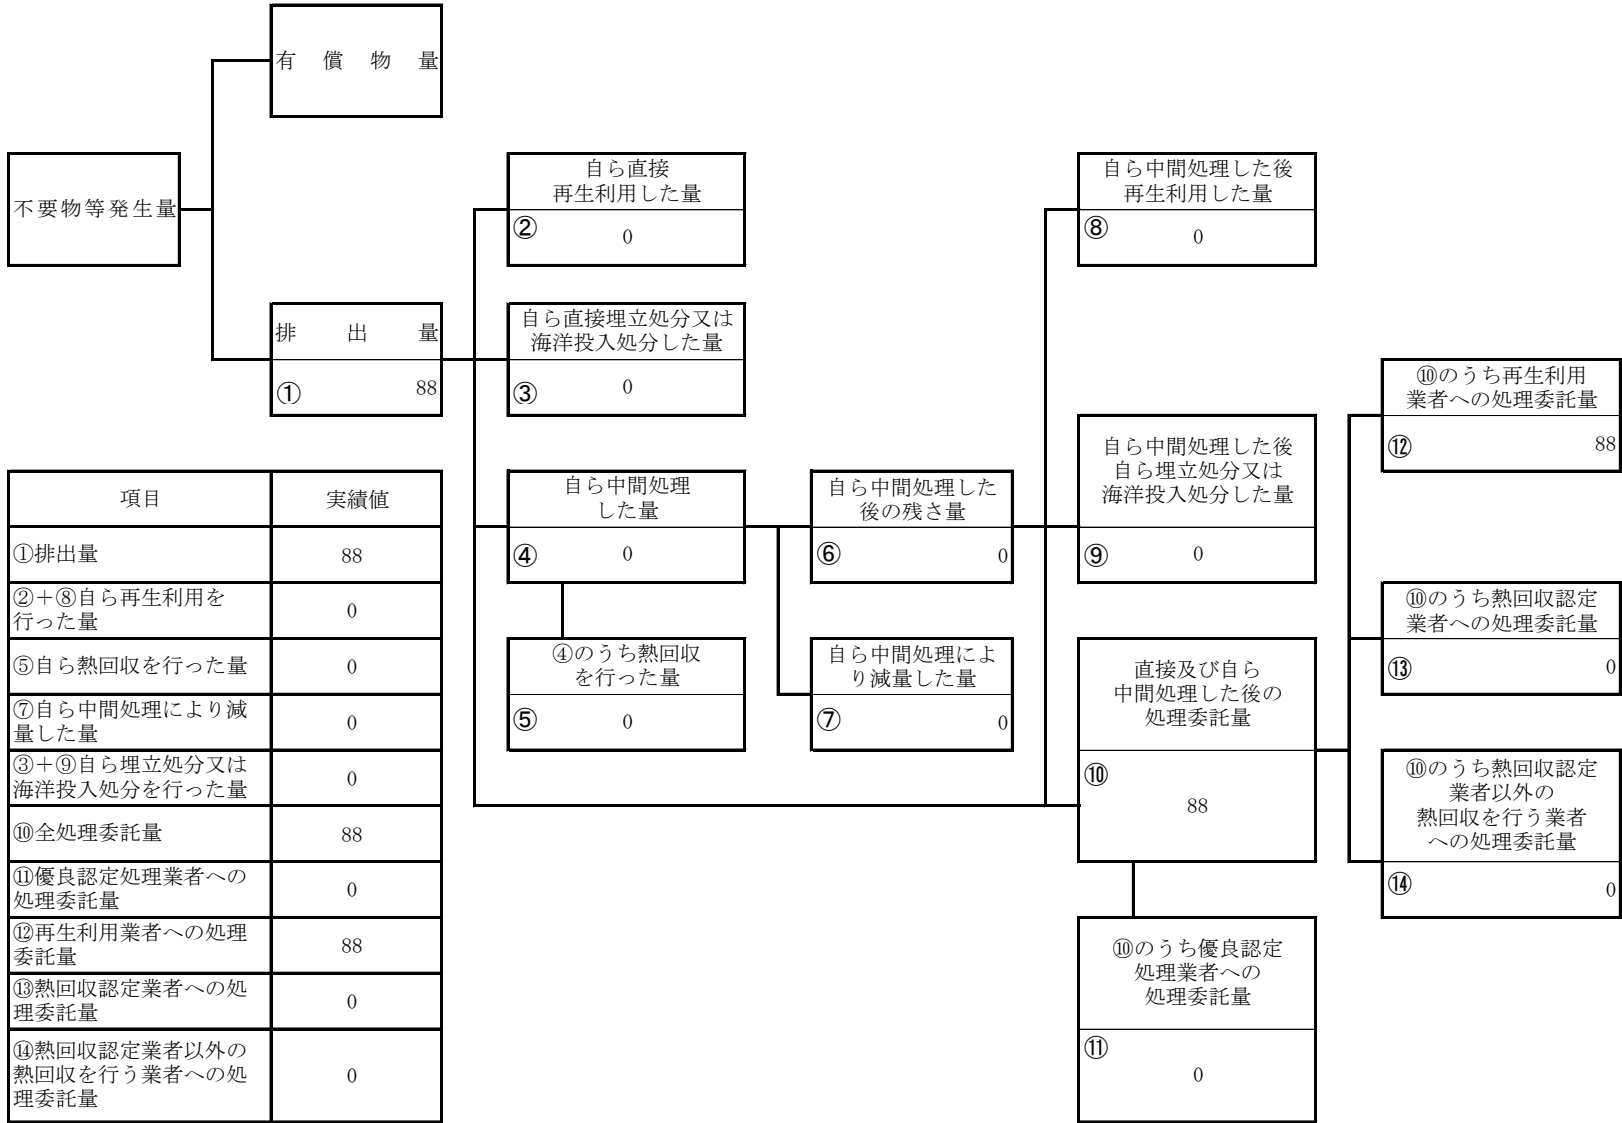 有償物量
不要物等発生量
排出量
① 88
自ら直接
再生利用した量
② 0
自ら直接埋立処分又は
海洋投入処分した量
③ 0
自ら中間処理
した量
④ 0
④のうち熱回収
を行った量
⑤ 0
自ら中間処理した
後の残さ量
⑥ 0
自ら中間処理によ
り減量した量
⑦ 0
自ら中間処理した後
再生利用した量
⑧ 0
自ら中間処理した後
自ら埋立処分又は
海洋投入処分した量
⑨ 0
直接及び自ら
中間処理した後の
処理委託量
⑩
88
⑩のうち優良認定
処理業者への
処理委託量
⑪
0
⑩のうち再生利用
業者への処理委託量
⑫ 88
⑩のうち熱回収認定
業者への処理委託量
⑬ 0
⑩のうち熱回収認定
業者以外の
熱回収を行う業者
への処理委託量
⑭ 0
項目 実績値
①排出量 88
②＋⑧自ら再生利用を
行った量 0
⑤自ら熱回収を行った量 0
⑦自ら中間処理により減
量した量 0
③＋⑨自ら埋立処分又は
海洋投入処分を行った量 0
⑩全処理委託量 88
⑪優良認定処理業者への
処理委託量 0
⑫再生利用業者への処理
委託量 88
⑬熱回収認定業者への処
理委託量 0
⑭熱回収認定業者以外の
熱回収を行う業者への処 0
理委託量